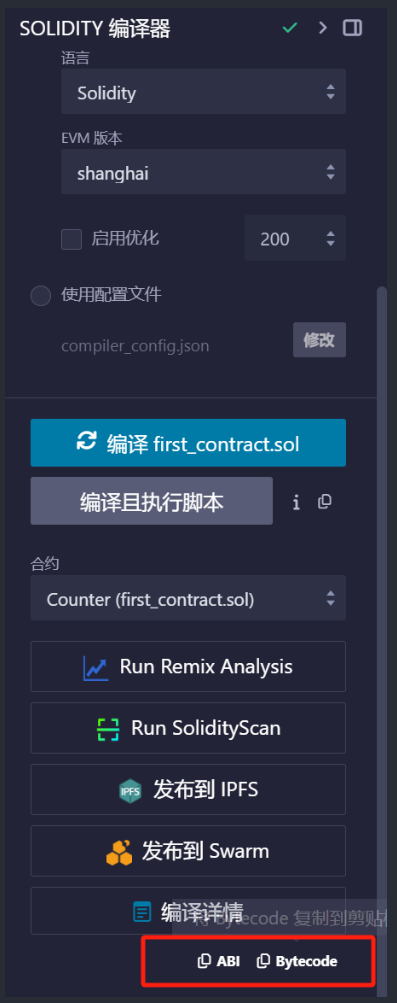 SOLIDITY 编译器
语言
Solidity
EVM 版本
shanghai
启用优化
200
使用配置文件
compiler_config.json
修改
编译 first_contract.sol
编译且执行脚本
i
合约
Counter (first_contract.sol)
Run Remix Analysis
Run SolidityScan
IPFS
发布到 IPFS
发布到 Swarm
编译详情
将 Bytecode 复制到剪贴
ABI
Bytecode